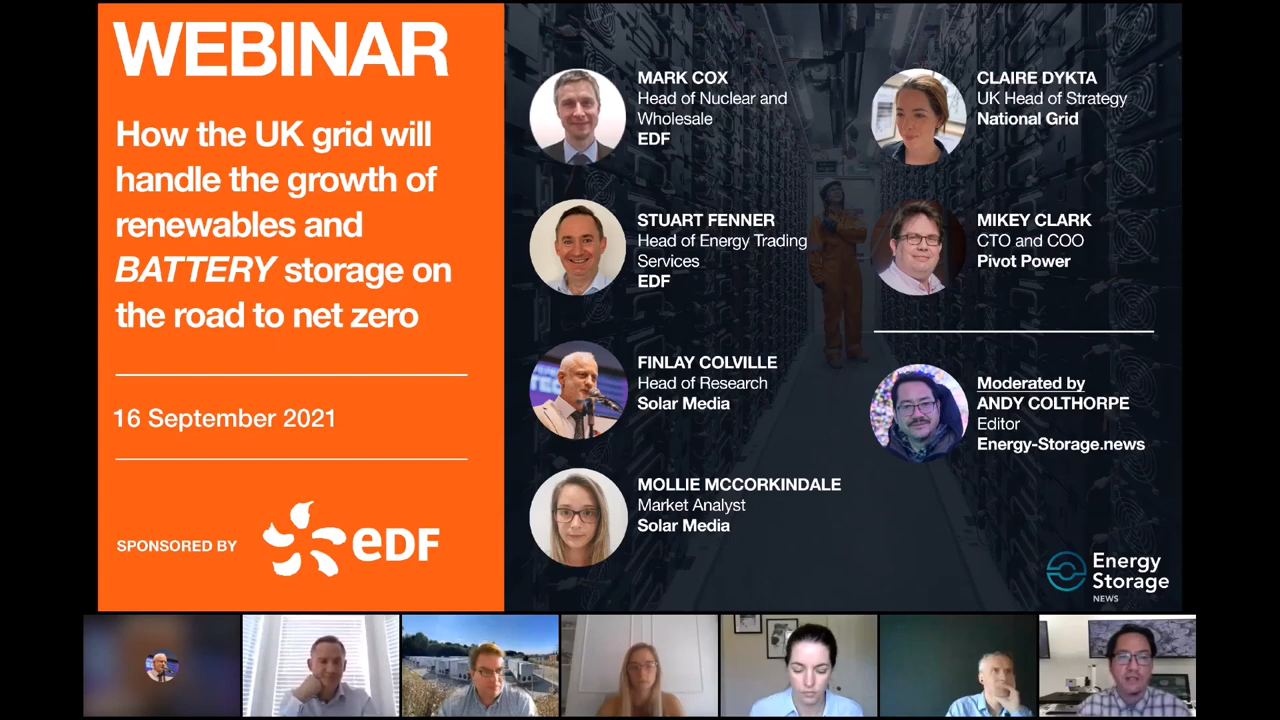 WEBINAR
How the UK grid will
handle the growth of
renewables and
BATTERY storage on
the road to net zero
16 September 2021
SPONSORED BY
eDF
MARK COX
Head of Nuclear and
Wholesale
EDF
STUART FENNER
Head of Energy Trading
Services
EDF
FINLAY COLVILLE
Head of Research
Solar Media
MOLLIE MCCORKINDALE
Market Analyst
Solar Media
CLAIRE DYKTA
UK Head of Strategy
National Grid
MIKEY CLARK
CTO and COO
Pivot Power
Moderated by
ANDY COLTHORPE
Editor
Energy-Storage.news
Energy
Storage
NEWS